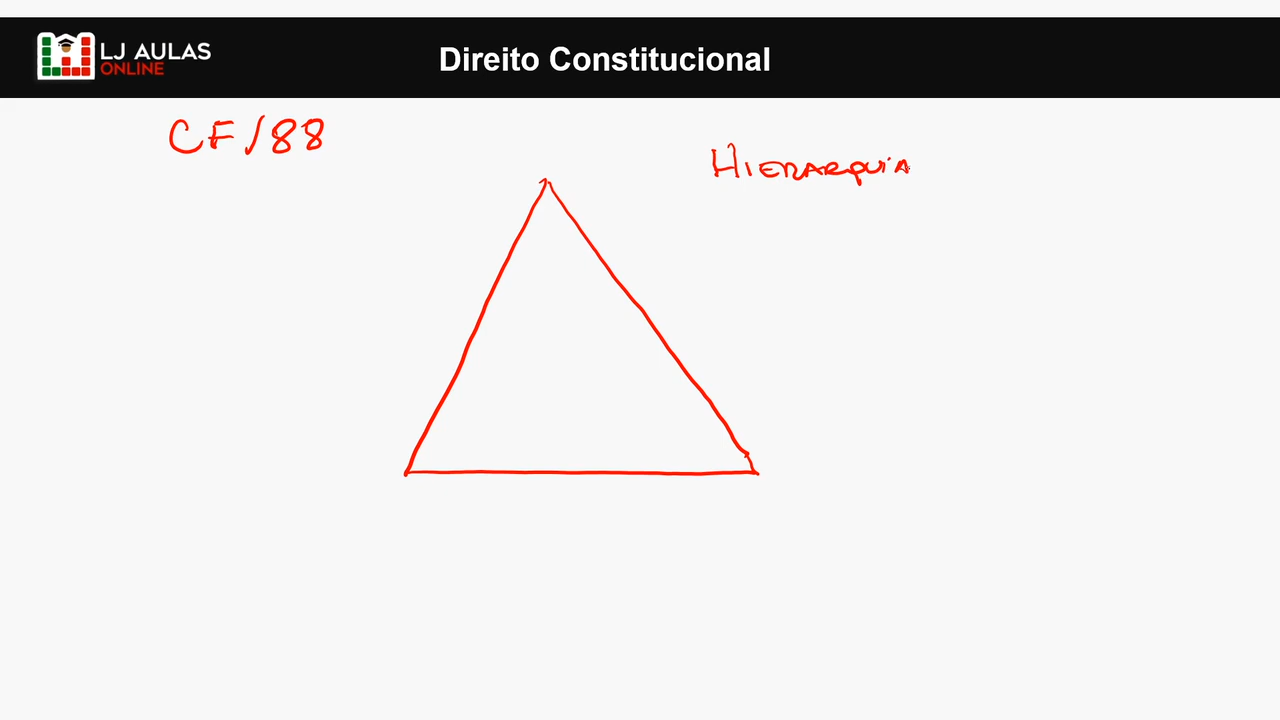 LJ AULAS
ONLINE
Direito Constitucional
CF/88
HIERARQUIA